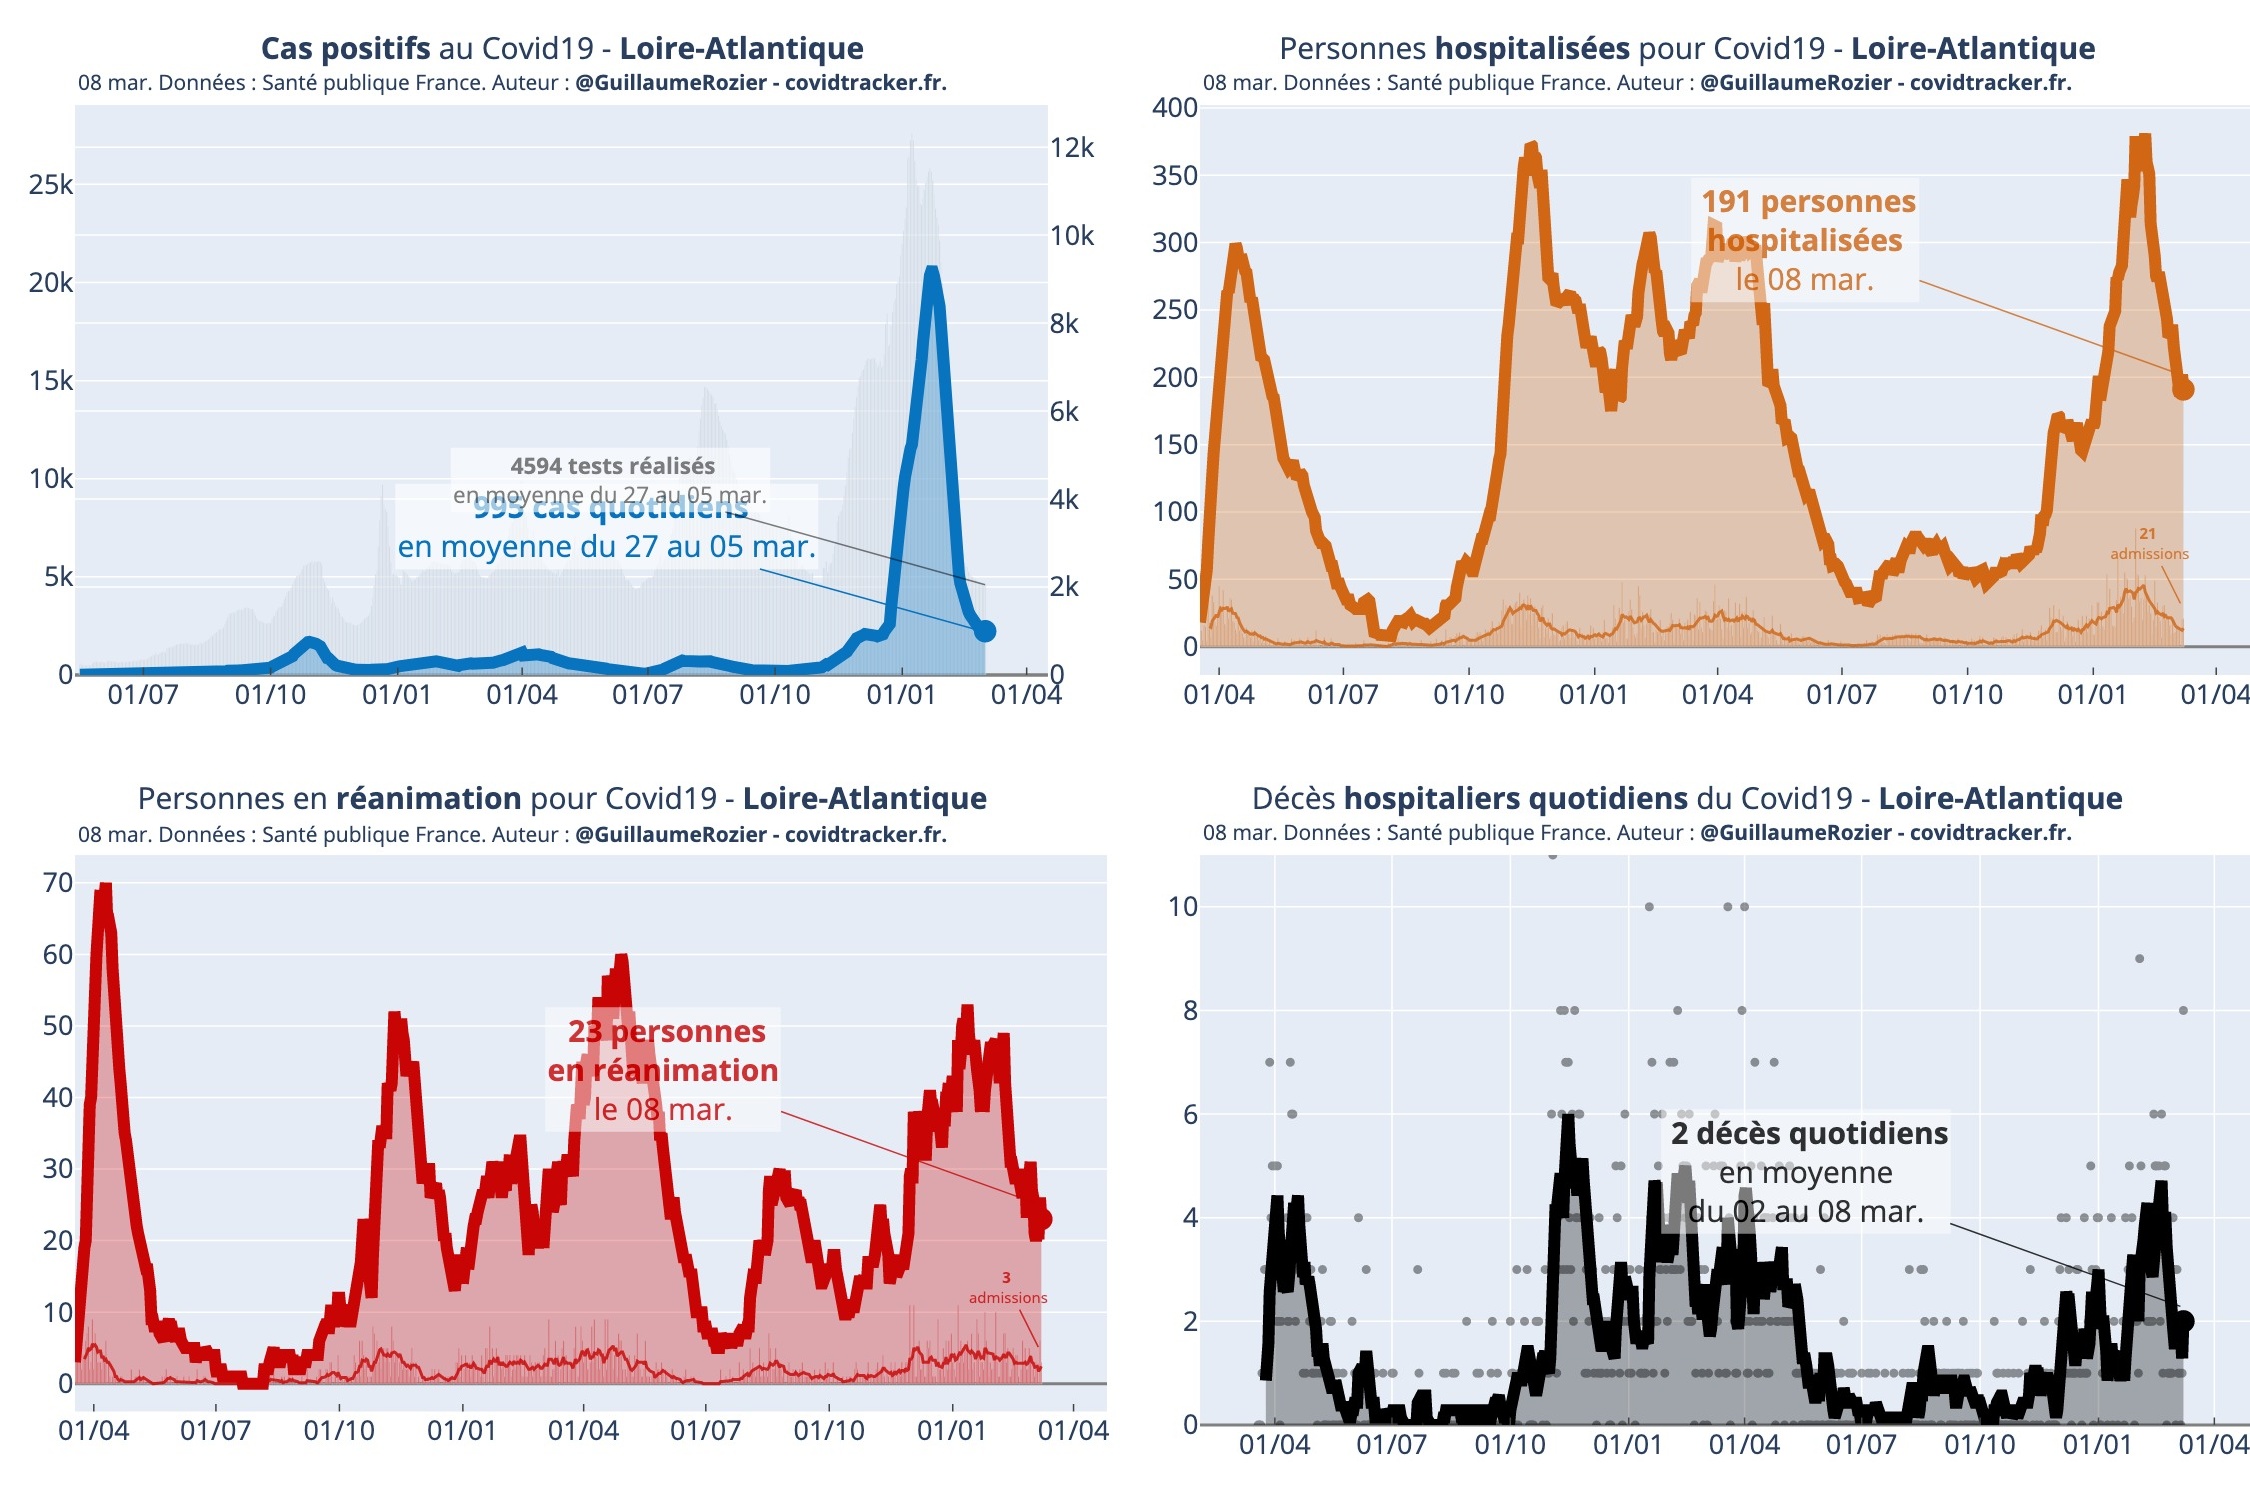 Cas positifs au Covid19 - Loire-Atlantique
08 mar. Données : Santé publique France. Auteur : @GuillaumeRozier - covidtracker.fr.
25k
20k
15k
10k
5k
0
12k
10k
8k
6k
4k
2k
0
4594 tests réalisés
en moyenne du 27 au 05 mar.
995 cas quotidiens
en moyenne du 27 au 05 mar.
01/07 01/10 01/01 01/04 01/07 01/10 01/01 01/04
Personnes hospitalisées pour Covid19 - Loire-Atlantique
08 mar. Données : Santé publique France. Auteur : @GuillaumeRozier - covidtracker.fr.
400
350
300
250
200
150
100
50
0
191 personnes
hospitalisées
le 08 mar.
21
admissions
01/04 01/07 01/10 01/01 01/04 01/07 01/10 01/01 01/04
Personnes en réanimation pour Covid19 - Loire-Atlantique
08 mar. Données : Santé publique France. Auteur : @GuillaumeRozier - covidtracker.fr.
70
60
50
40
30
20
10
0
23 personnes
en réanimation
le 08 mar.
3
admissions
01/04 01/07 01/10 01/01 01/04 01/07 01/10 01/01 01/04
Décès hospitaliers quotidiens du Covid19 - Loire-Atlantique
08 mar. Données : Santé publique France. Auteur : @GuillaumeRozier - covidtracker.fr.
10
8
6
4
2
0
2 décès quotidiens
en moyenne
du 02 au 08 mar.
01/04 01/07 01/10 01/01 01/04 01/07 01/10 01/01 01/04